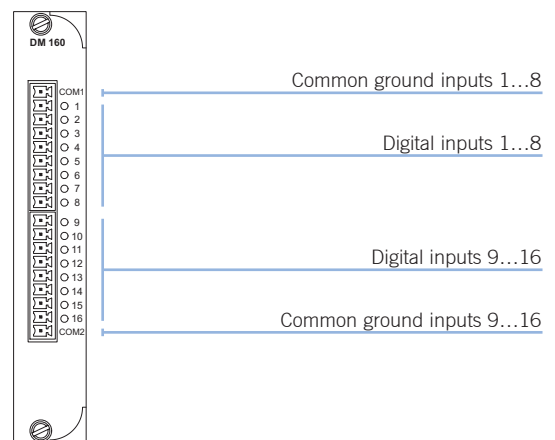 DM 160
COM1
Common ground inputs 1…8
1
2
3
4
5
6
7
8
Digital inputs 1…8
9
10
11
12
13
14
15
16
Digital inputs 9…16
COM2
Common ground inputs 9…16